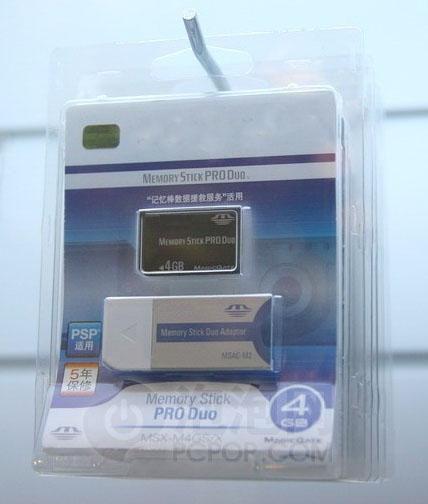 MEMORY STICK PRO DUO
"记忆棒数据援救服务"适用
MEMORY STICK PRO DUO
4GB MAGICGATE
Memory Stick Duo Adaptor
MSAC-M2
PSP
适用
5年
保修
Memory Stick
PRO Duo
4
GB
MSX-M4GSX
MAGICGATE
PCPOP.COM